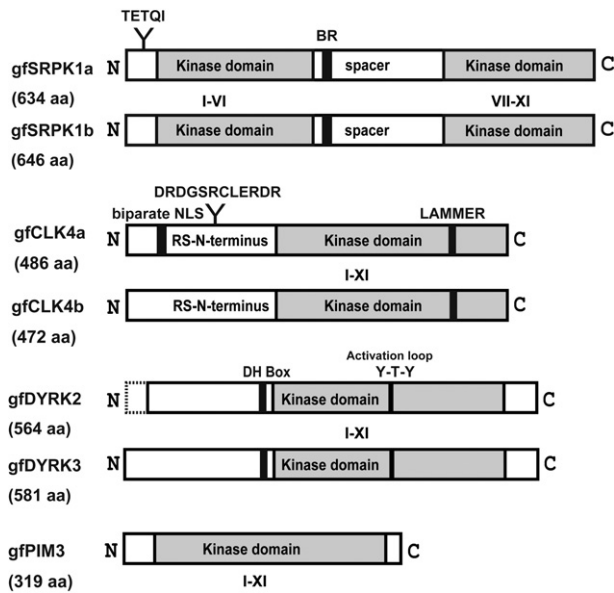 TETQI
BR
gfSRPK1a N Kinase domain spacer Kinase domain C
(634 aa)
I-VI VII-XI
gfSRPK1b N Kinase domain spacer Kinase domain C
(646 aa)
DRDGSRCLERDR
biparate NLS LAMMER
gfCLK4a N RS-N-terminus Kinase domain C
(486 aa)
I-XI
gfCLK4b N RS-N-terminus Kinase domain C
(472 aa)
Activation loop
DH Box Y-T-Y
gfDYRK2 N Kinase domain C
(564 aa)
I-XI
gfDYRK3 N Kinase domain C
(581 aa)
gfPIM3 N Kinase domain C
(319 aa)
I-XI